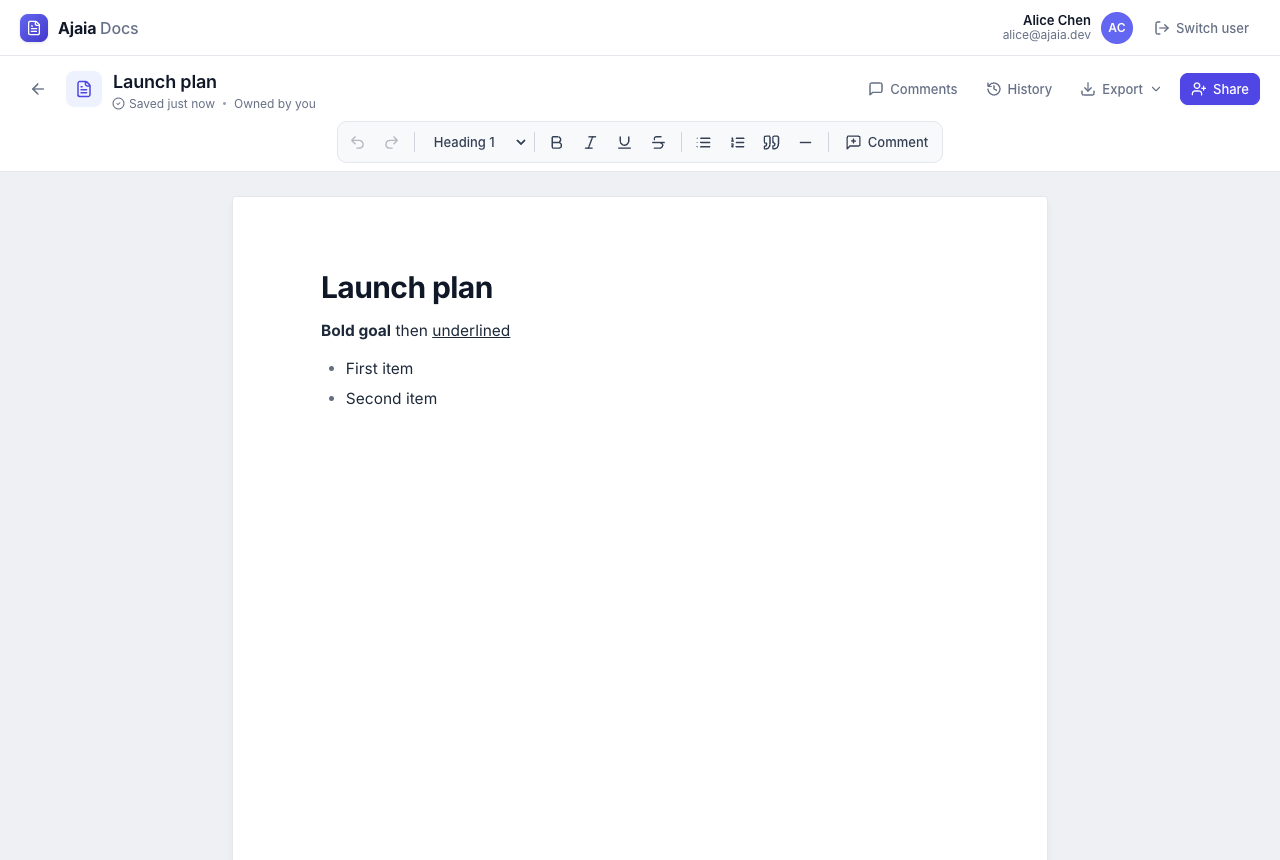 Ajaia Docs
Alice Chen
alice@ajaia.dev
AC
Switch user
Launch plan
Saved just now • Owned by you
Comments
History
Export
Share
Heading 1
Comment
Launch plan
Bold goal then underlined
• First item
• Second item